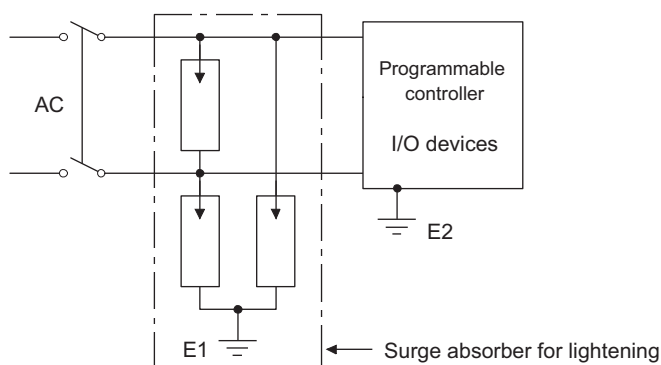 Programmable
controller
AC
I/O devices
E2
E1
Surge absorber for lightening